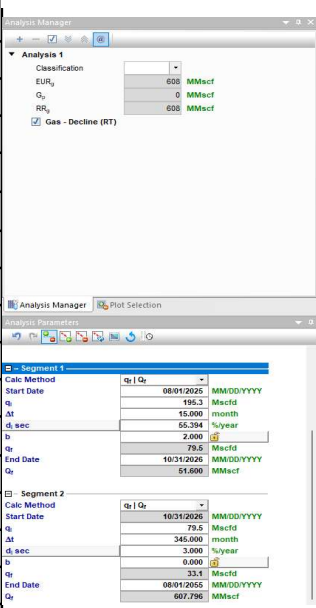 Analysis Manager
Analysis 1
Classification
EURg 608 MMscf
Gp 0 MMscf
RRg 608 MMscf
Gas - Decline (RT)
Analysis Manager Plot Selection
Analysis Parameters
Segment 1
Calc Method qf | Qf
Start Date 08/01/2025 MM/DD/YYYY
qi 195.3 Mscfd
Δt 15.000 month
di sec 55.394 %/year
b 2.000
qf 79.5 Mscfd
End Date 10/31/2026 MM/DD/YYYY
Qf 51.600 MMscf
Segment 2
Calc Method qf | Qf
Start Date 10/31/2026 MM/DD/YYYY
qi 79.5 Mscfd
Δt 345.000 month
di sec 3.000 %/year
b 0.000
qf 33.1 Mscfd
End Date 08/01/2055 MM/DD/YYYY
Qf 607.796 MMscf